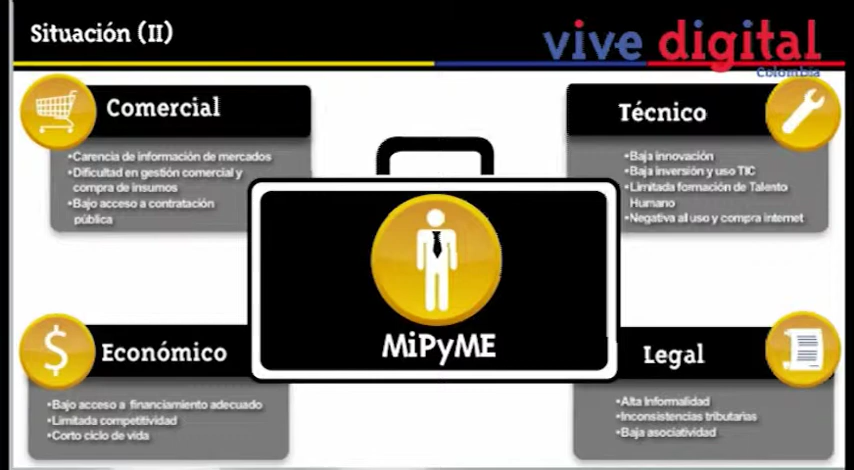 Situación (II)
vive digital
Colombia
Comercial
•Carencia de información de mercados
•Dificultad en gestión comercial y
compra de insumos
•Bajo acceso a contratación
pública
Técnico
•Baja innovación
•Baja inversión y uso TIC
•Limitada formación de Talento
Humano
•Negativa al uso y compra internet
MiPyME
Económico
•Bajo acceso a financiamiento adecuado
•Limitada competitividad
•Corto ciclo de vida
Legal
•Alta Informalidad
•Inconsistencias tributarias
•Baja asociatividad